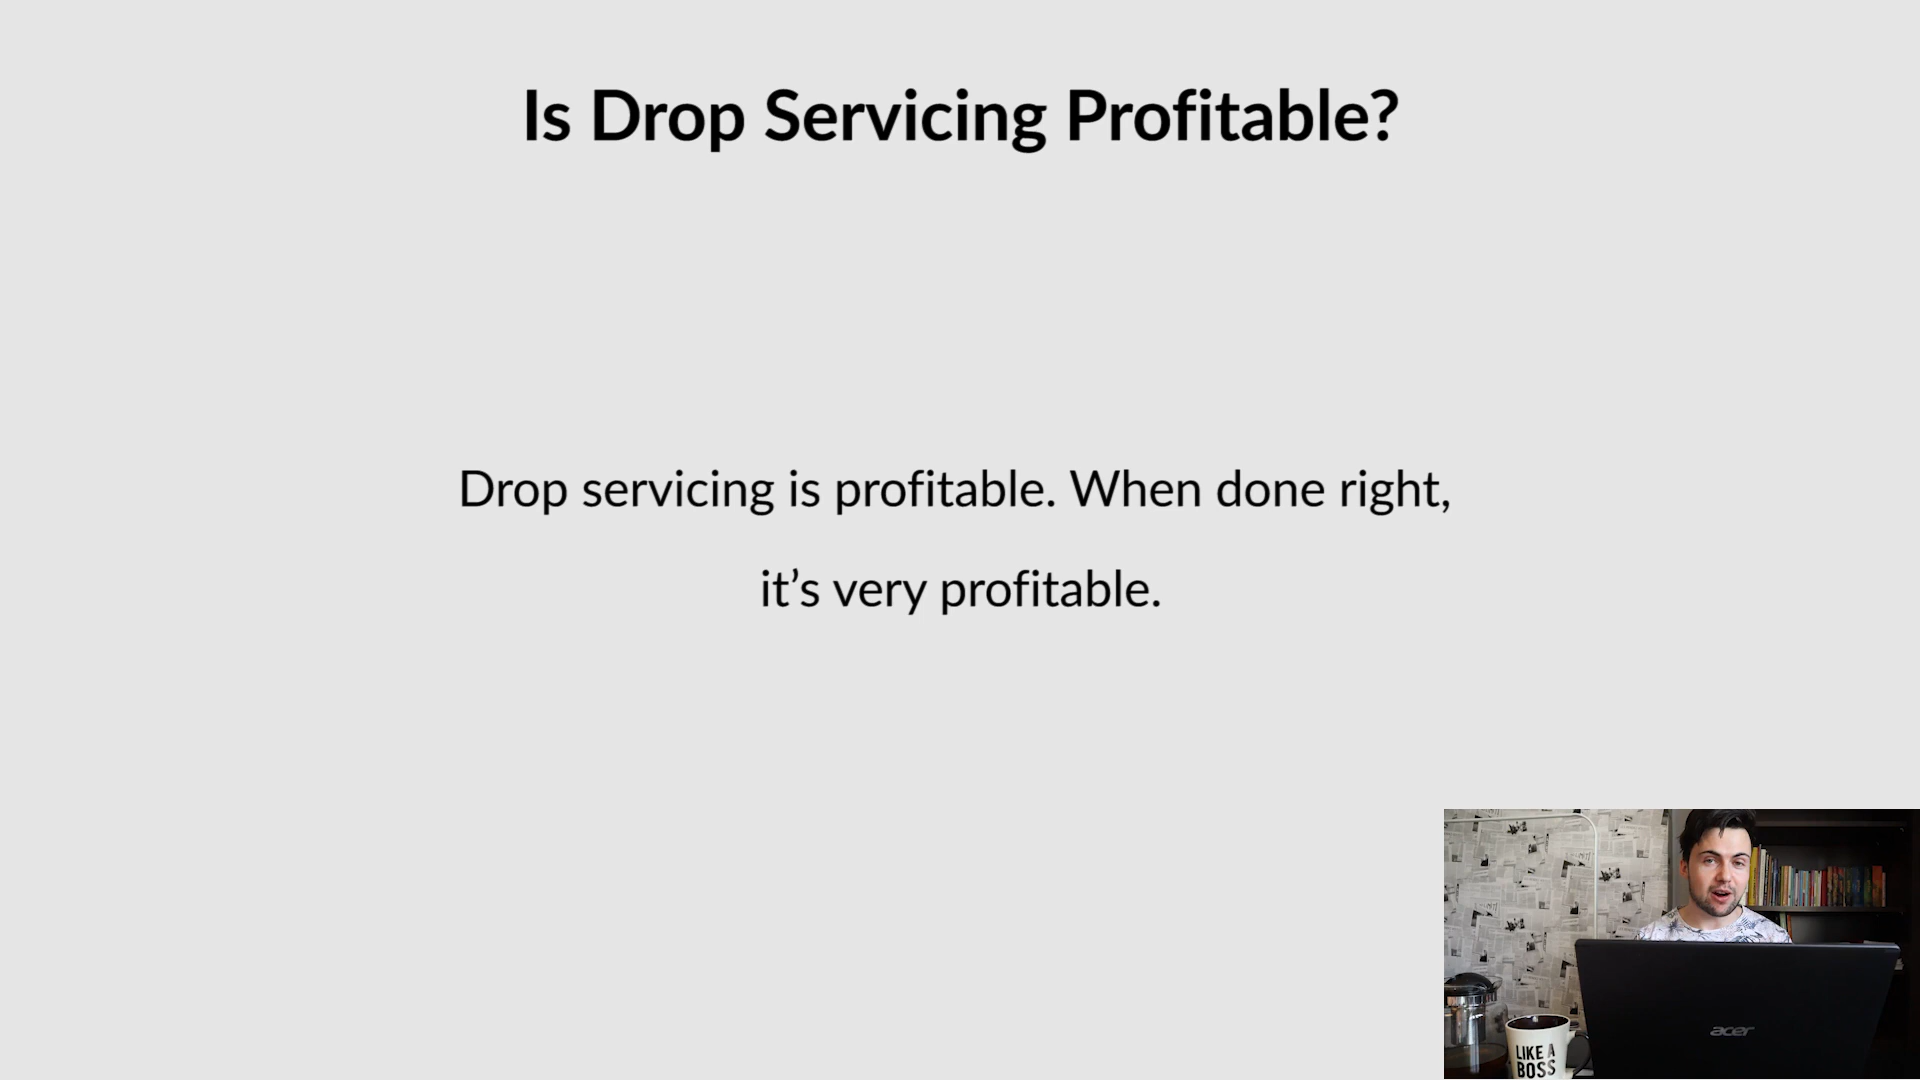 Is Drop Servicing Profitable?
Drop servicing is profitable. When done right,
it’s very profitable.
acer
LIKE A
BOSS